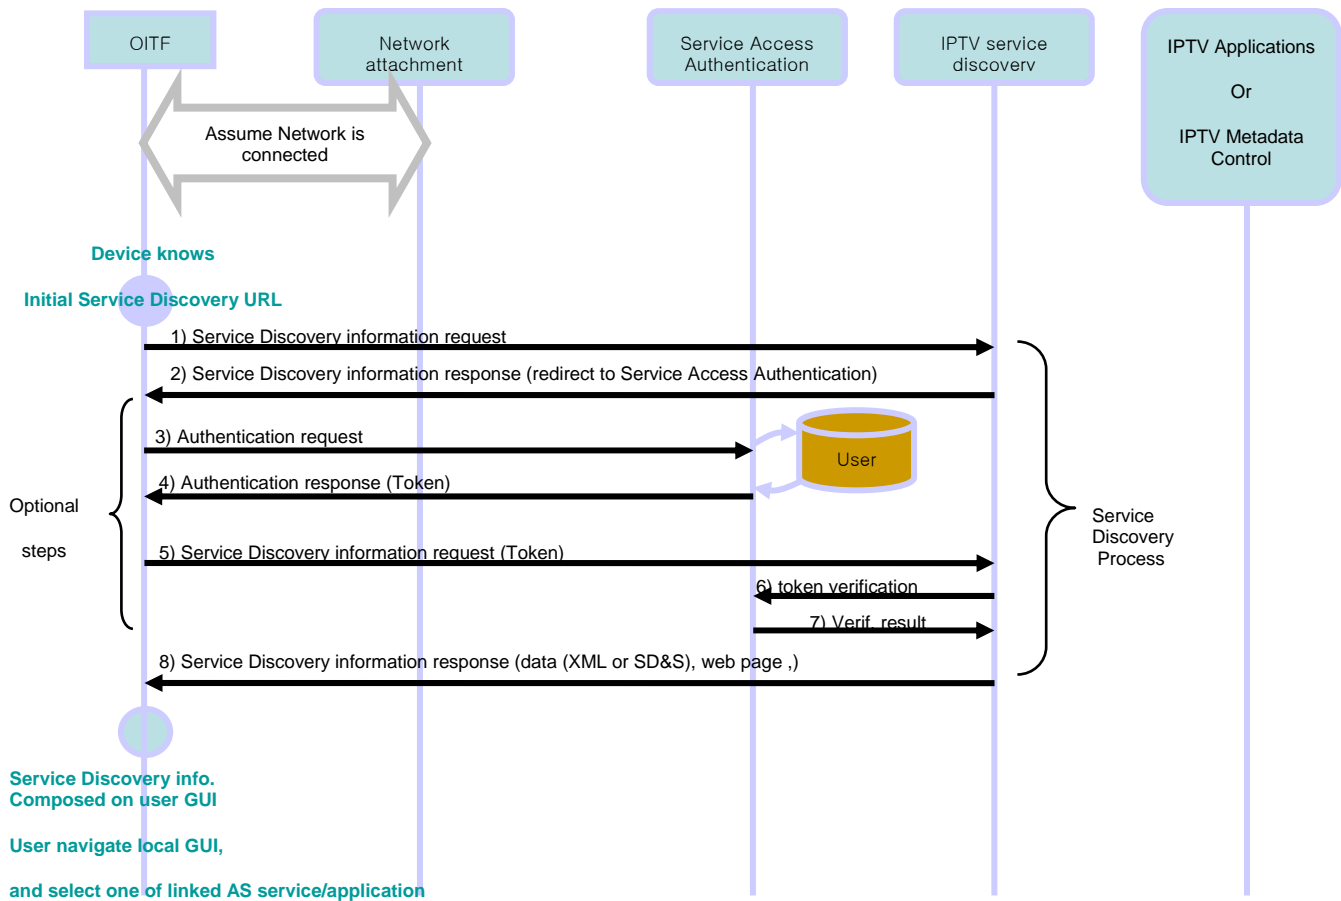 OITF
Network
attachment
Service Access
Authentication
IPTV service
discovery
IPTV Applications
Or
IPTV Metadata
Control
Assume Network is
connected
Device knows
Initial Service Discovery URL
1) Service Discovery information request
2) Service Discovery information response (redirect to Service Access Authentication)
3) Authentication request
User
4) Authentication response (Token)
Optional
steps
5) Service Discovery information request (Token)
6) token verification
7) Verif. result
8) Service Discovery information response (data (XML or SD&S), web page ,)
Service
Discovery
Process
Service Discovery info.
Composed on user GUI
User navigate local GUI,
and select one of linked AS service/application